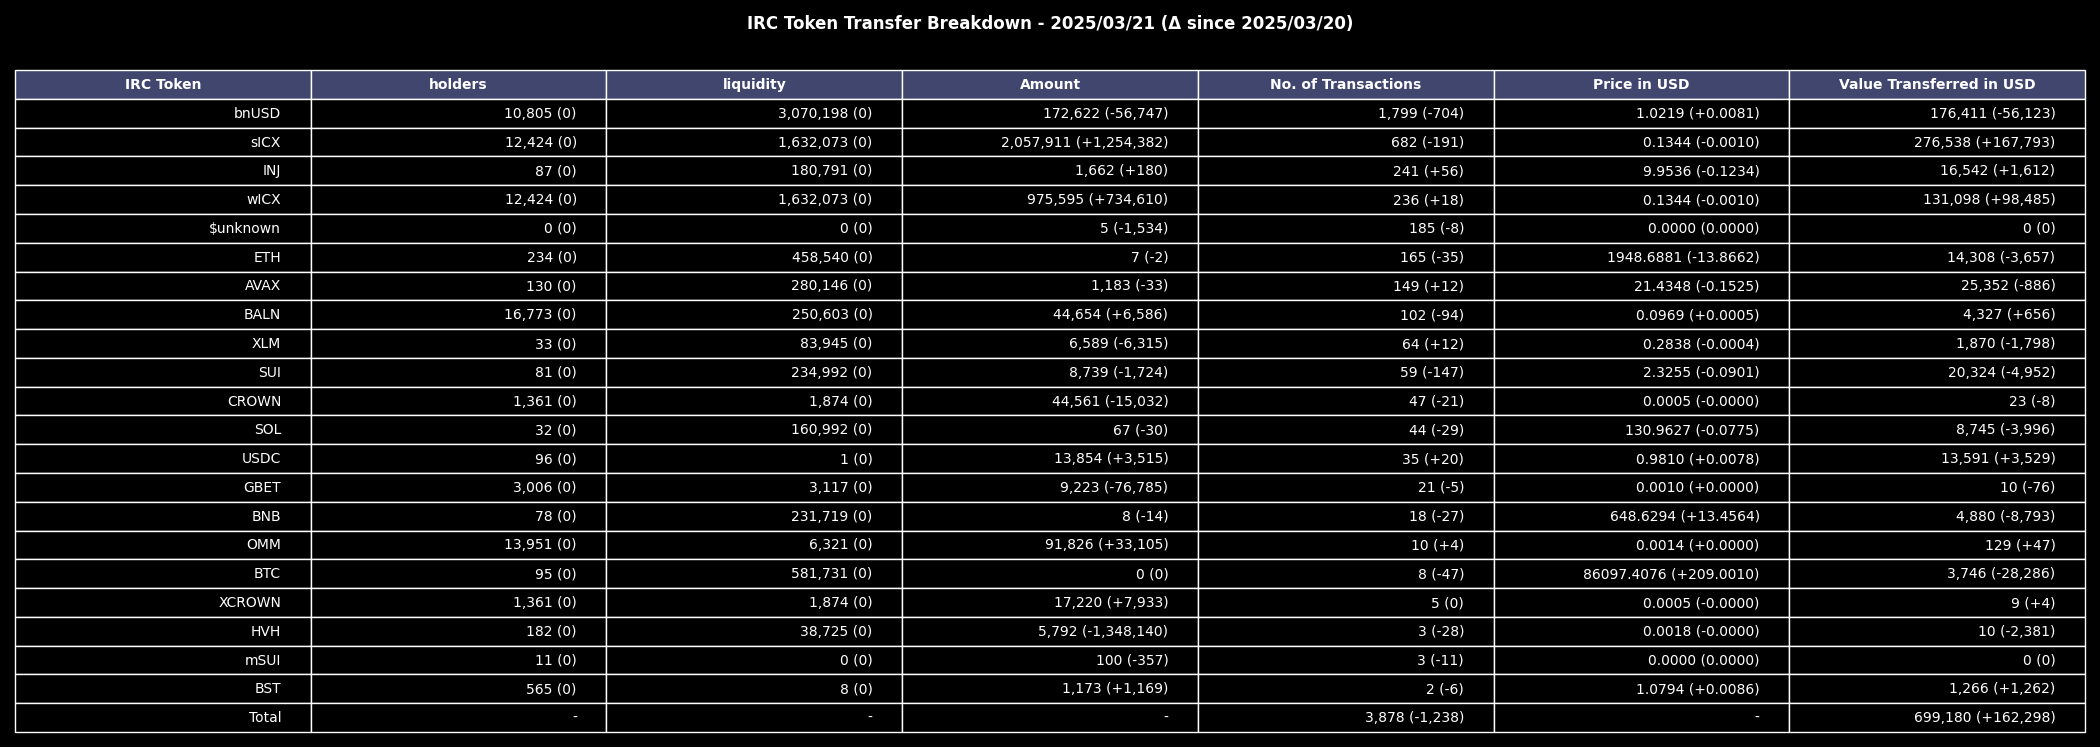 IRC Token Transfer Breakdown - 2025/03/21 (Δ since 2025/03/20)
IRC Token holders liquidity Amount No. of Transactions Price in USD Value Transferred in USD
bnUSD 10,805 (0) 3,070,198 (0) 172,622 (-56,747) 1,799 (-704) 1.0219 (+0.0081) 176,411 (-56,123)
sICX 12,424 (0) 1,632,073 (0) 2,057,911 (+1,254,382) 682 (-191) 0.1344 (-0.0010) 276,538 (+167,793)
INJ 87 (0) 180,791 (0) 1,662 (+180) 241 (+56) 9.9536 (-0.1234) 16,542 (+1,612)
wICX 12,424 (0) 1,632,073 (0) 975,595 (+734,610) 236 (+18) 0.1344 (-0.0010) 131,098 (+98,485)
$unknown 0 (0) 0 (0) 5 (-1,534) 185 (-8) 0.0000 (0.0000) 0 (0)
ETH 234 (0) 458,540 (0) 7 (-2) 165 (-35) 1948.6881 (-13.8662) 14,308 (-3,657)
AVAX 130 (0) 280,146 (0) 1,183 (-33) 149 (+12) 21.4348 (-0.1525) 25,352 (-886)
BALN 16,773 (0) 250,603 (0) 44,654 (+6,586) 102 (-94) 0.0969 (+0.0005) 4,327 (+656)
XLM 33 (0) 83,945 (0) 6,589 (-6,315) 64 (+12) 0.2838 (-0.0004) 1,870 (-1,798)
SUI 81 (0) 234,992 (0) 8,739 (-1,724) 59 (-147) 2.3255 (-0.0901) 20,324 (-4,952)
CROWN 1,361 (0) 1,874 (0) 44,561 (-15,032) 47 (-21) 0.0005 (-0.0000) 23 (-8)
SOL 32 (0) 160,992 (0) 67 (-30) 44 (-29) 130.9627 (-0.0775) 8,745 (-3,996)
USDC 96 (0) 1 (0) 13,854 (+3,515) 35 (+20) 0.9810 (+0.0078) 13,591 (+3,529)
GBET 3,006 (0) 3,117 (0) 9,223 (-76,785) 21 (-5) 0.0010 (+0.0000) 10 (-76)
BNB 78 (0) 231,719 (0) 8 (-14) 18 (-27) 648.6294 (+13.4564) 4,880 (-8,793)
OMM 13,951 (0) 6,321 (0) 91,826 (+33,105) 10 (+4) 0.0014 (+0.0000) 129 (+47)
BTC 95 (0) 581,731 (0) 0 (0) 8 (-47) 86097.4076 (+209.0010) 3,746 (-28,286)
XCROWN 1,361 (0) 1,874 (0) 17,220 (+7,933) 5 (0) 0.0005 (-0.0000) 9 (+4)
HVH 182 (0) 38,725 (0) 5,792 (-1,348,140) 3 (-28) 0.0018 (-0.0000) 10 (-2,381)
mSUI 11 (0) 0 (0) 100 (-357) 3 (-11) 0.0000 (0.0000) 0 (0)
BST 565 (0) 8 (0) 1,173 (+1,169) 2 (-6) 1.0794 (+0.0086) 1,266 (+1,262)
Total - - - 3,878 (-1,238) - 699,180 (+162,298)